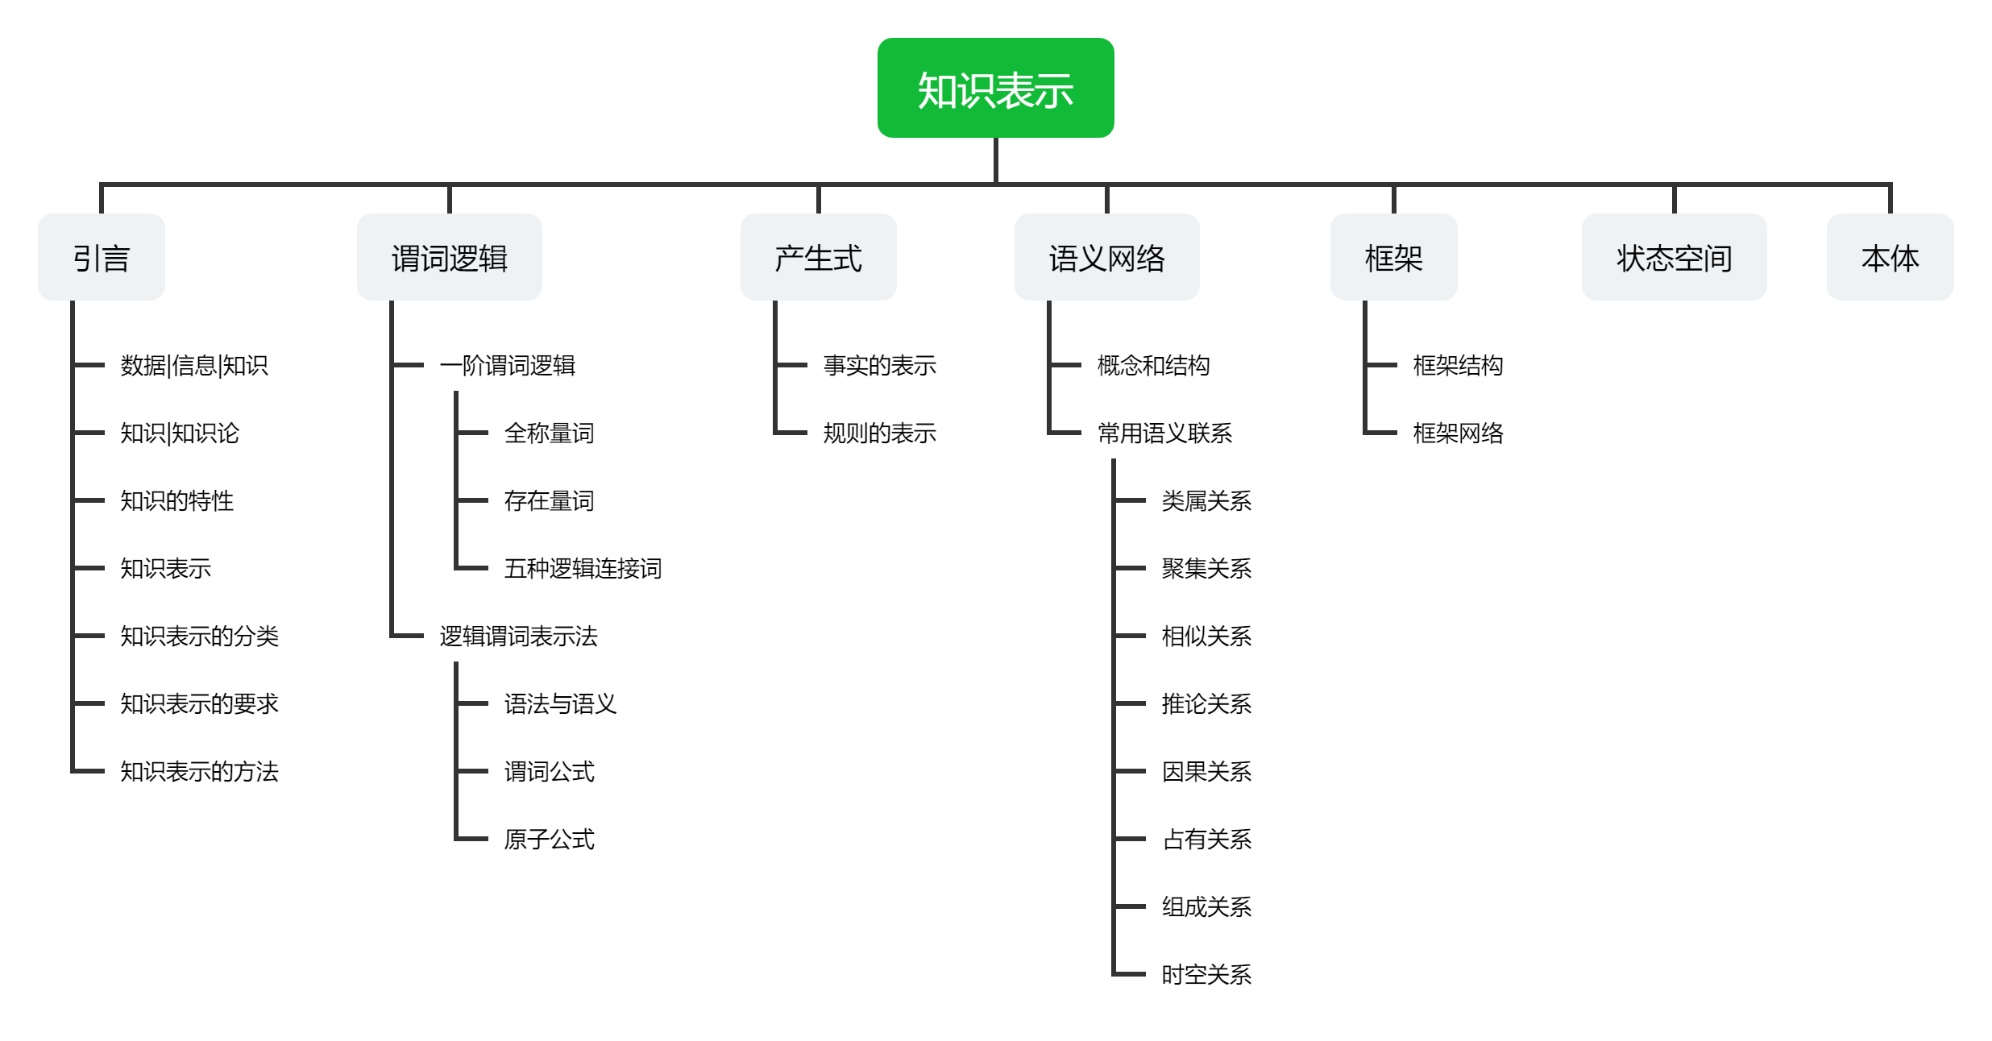 知识表示
引言
数据|信息|知识
知识|知识论
知识的特性
知识表示
知识表示的分类
知识表示的要求
知识表示的方法
谓词逻辑
一阶谓词逻辑
全称量词
存在量词
五种逻辑连接词
逻辑谓词表示法
语法与语义
谓词公式
原子公式
产生式
事实的表示
规则的表示
语义网络
概念和结构
常用语义联系
类属关系
聚集关系
相似关系
推论关系
因果关系
占有关系
组成关系
时空关系
框架
框架结构
框架网络
状态空间
本体